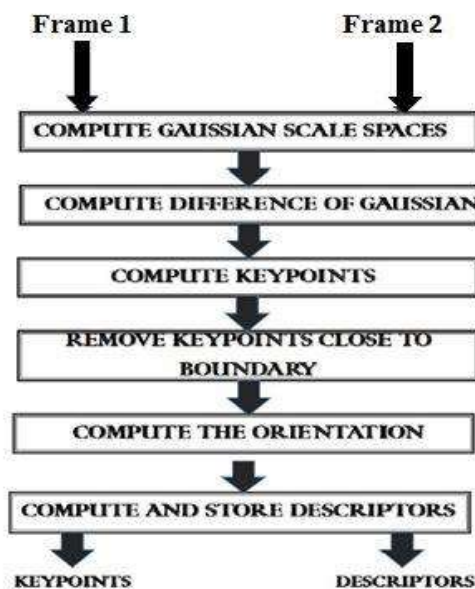 Frame 1 Frame 2
COMPUTE GAUSSIAN SCALE SPACES
COMPUTE DIFFERENCE OF GAUSSIAN
COMPUTE KEYPOINTS
REMOVE KEYPOINTS CLOSE TO
BOUNDARY
COMPUTE THE ORIENTATION
COMPUTE AND STORE DESCRIPTORS
KEYPOINTS DESCRIPTORS